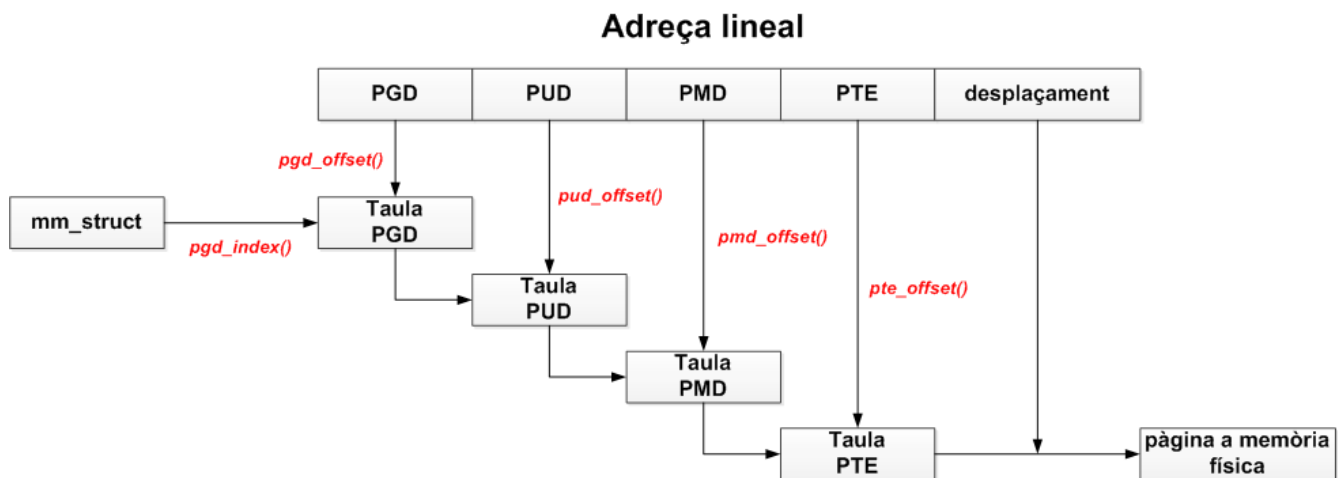 Adreça lineal
PGD
PUD
PMD
PTE
desplaçament
pgd_offset()
mm_struct
pgd_index()
Taula
PGD
pud_offset()
Taula
PUD
pmd_offset()
Taula
PMD
pte_offset()
Taula
PTE
pàgina a memòria
física